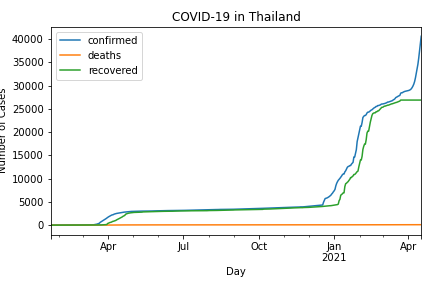 COVID-19 in Thailand
confirmed
deaths
recovered
Number of Cases
40000
35000
30000
25000
20000
15000
10000
5000
0
Apr
Jul
Oct
Jan
2021
Apr
Day